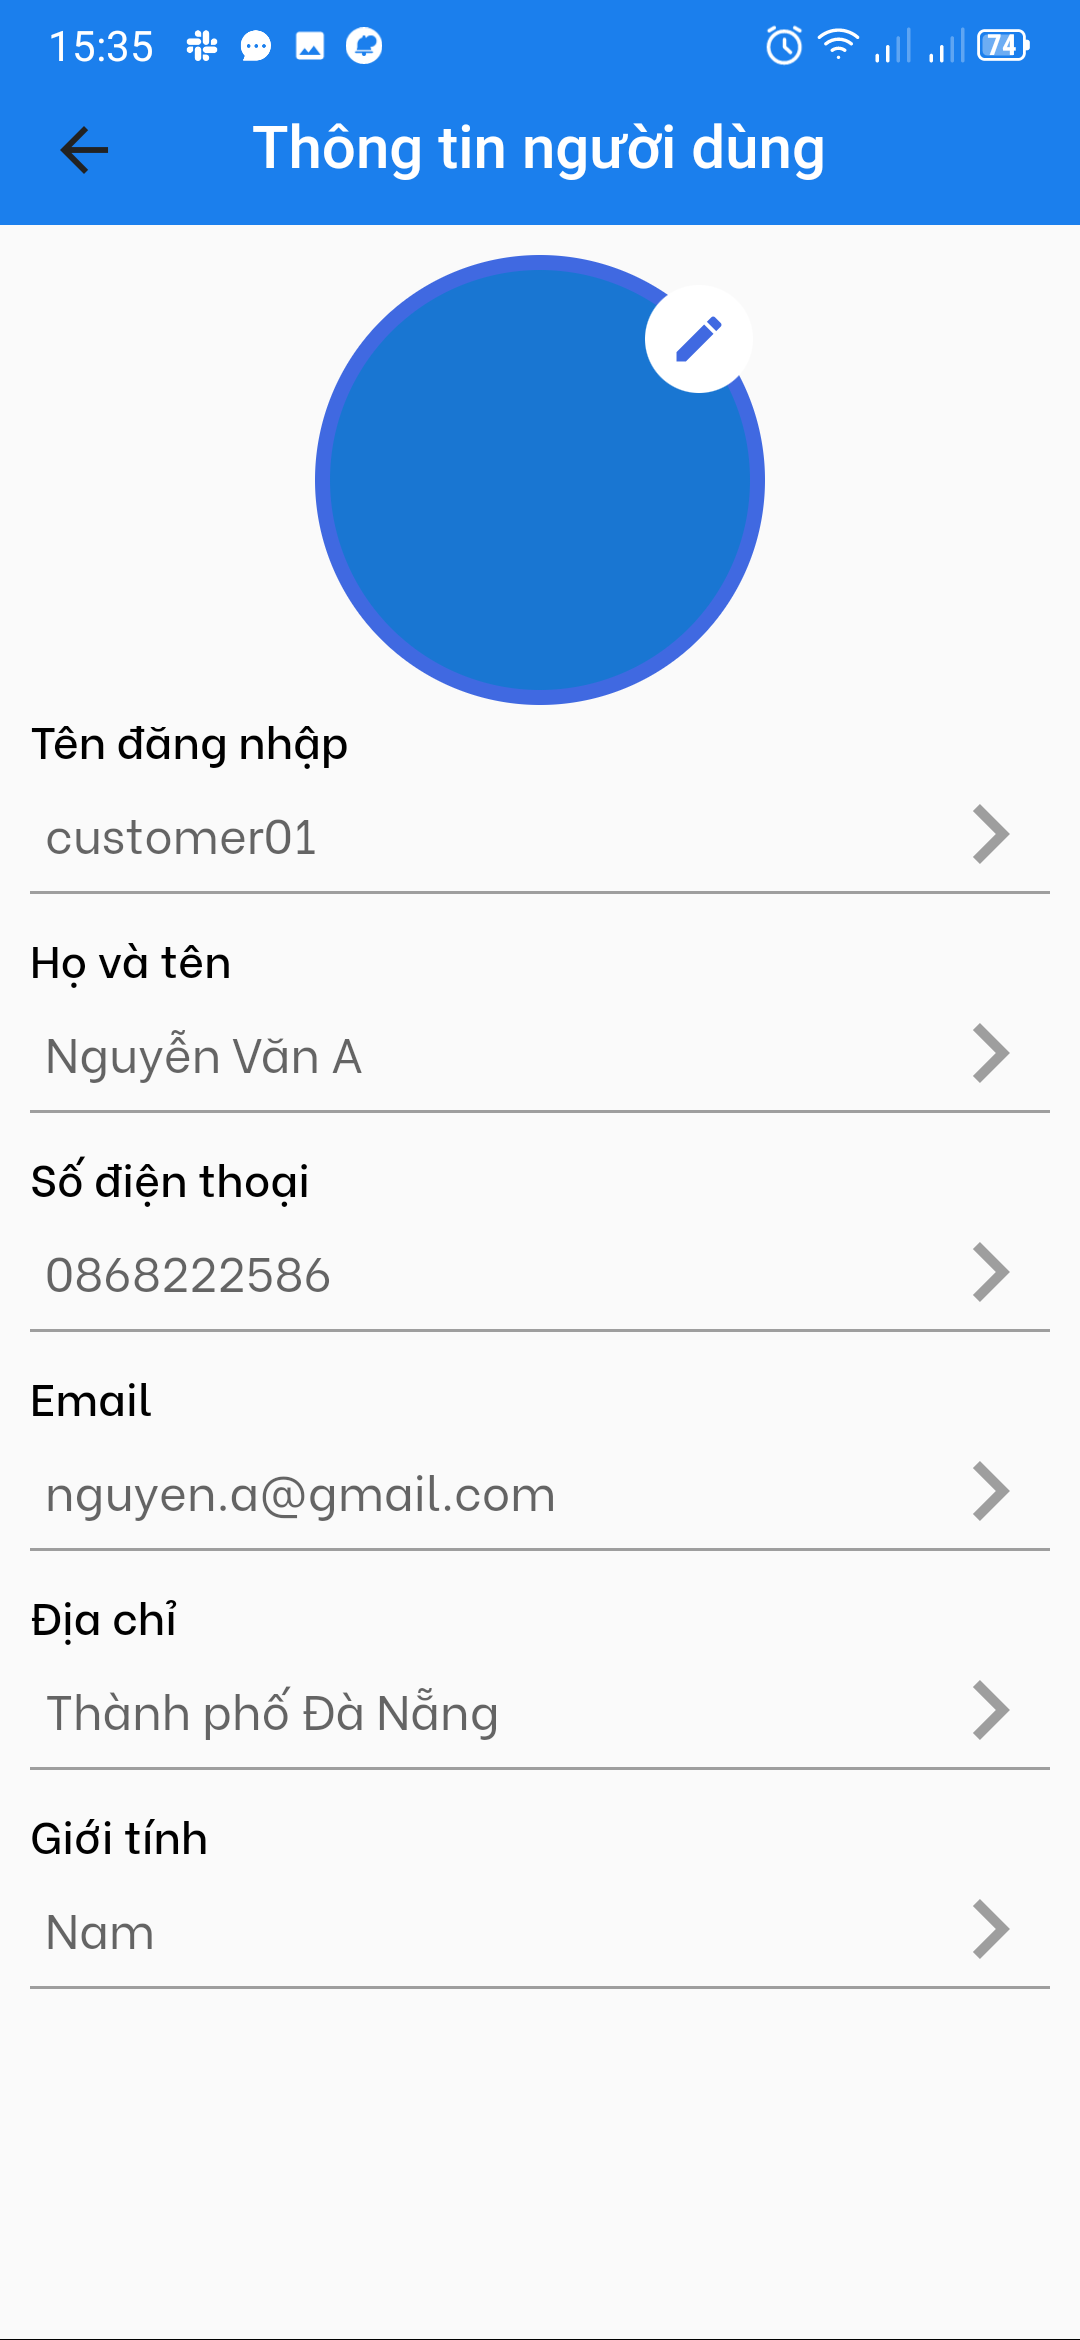 15:35
74
Thông tin người dùng
Tên đăng nhập
customer01
Họ và tên
Nguyễn Văn A
Số điện thoại
0868222586
Email
nguyen.a@gmail.com
Địa chỉ
Thành phố Đà Nẵng
Giới tính
Nam